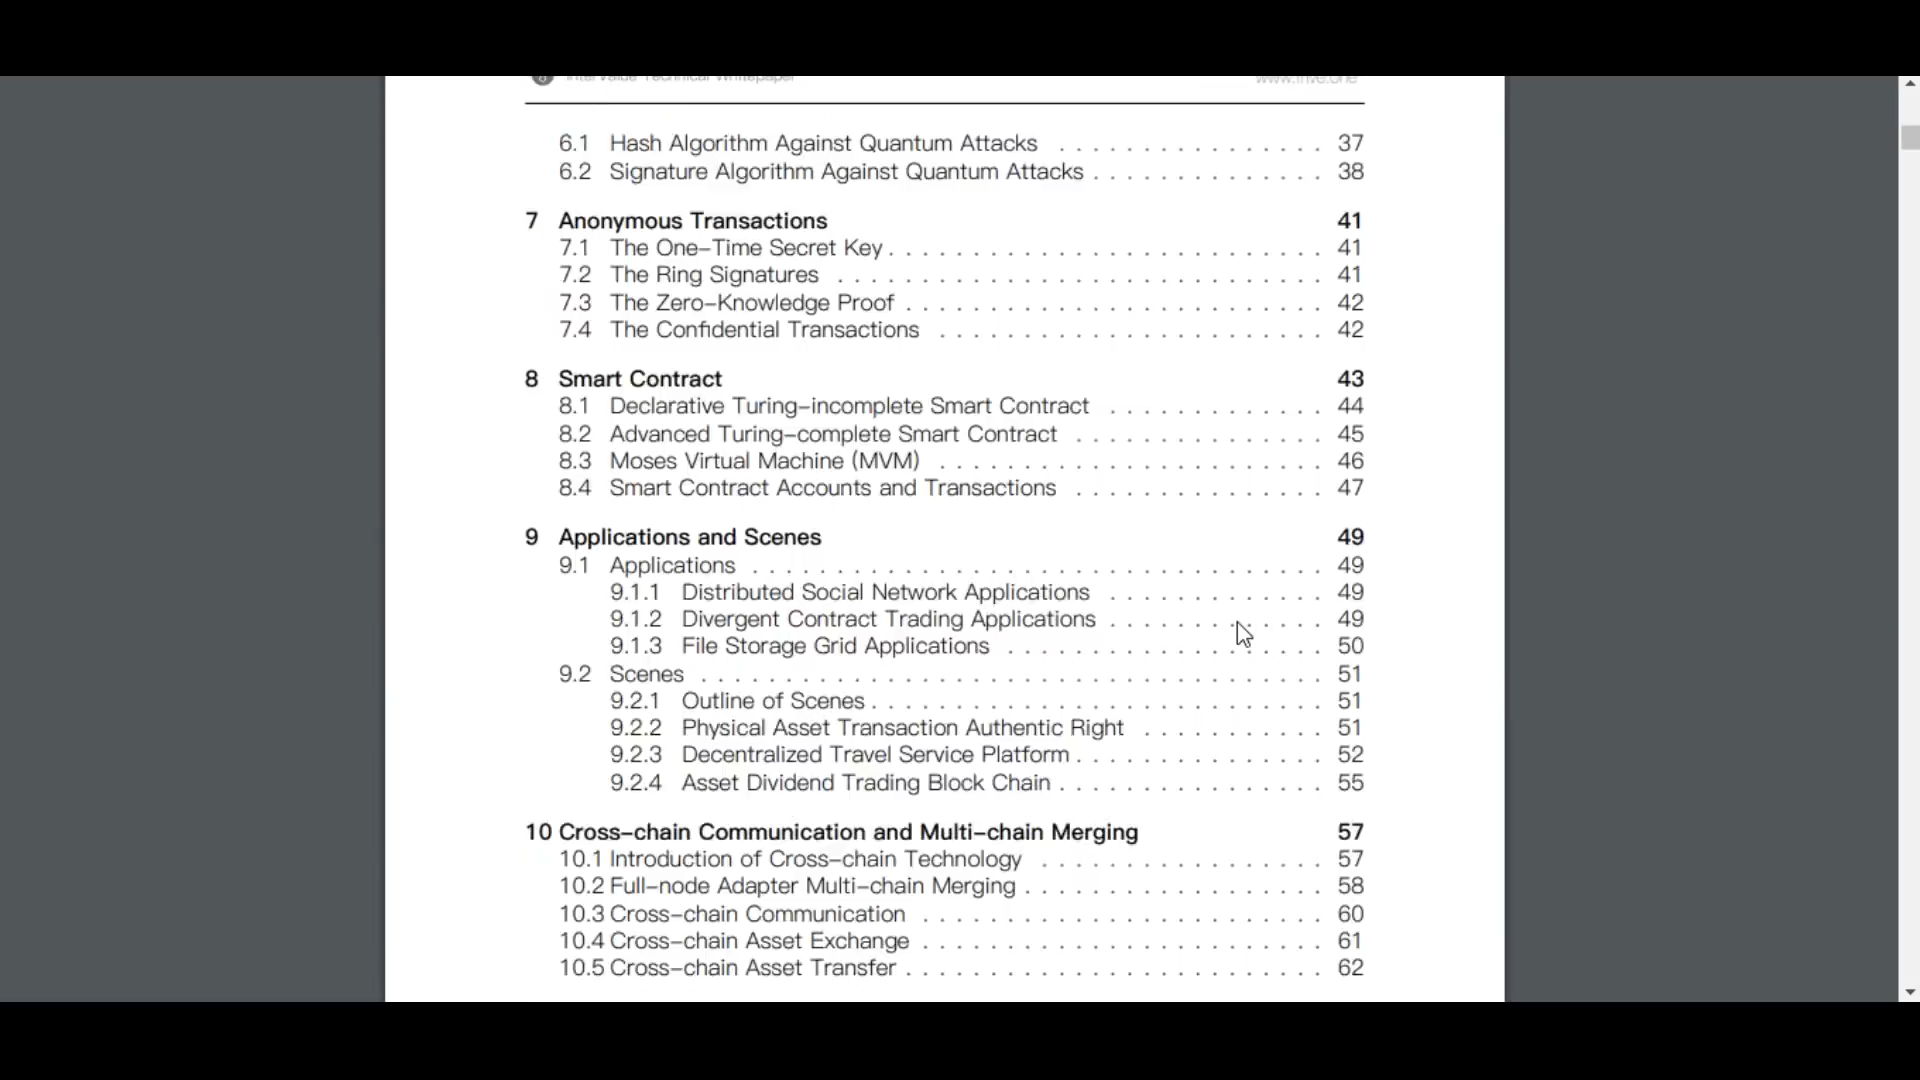 InterValue Technical Whitepaper www.inve.one
6.1 Hash Algorithm Against Quantum Attacks . . . . . . . . . . . . . . . . 37
6.2 Signature Algorithm Against Quantum Attacks . . . . . . . . . . . . . . 38
7 Anonymous Transactions 41
7.1 The One–Time Secret Key . . . . . . . . . . . . . . . . . . . . . . . . . . 41
7.2 The Ring Signatures . . . . . . . . . . . . . . . . . . . . . . . . . . . . . 41
7.3 The Zero–Knowledge Proof . . . . . . . . . . . . . . . . . . . . . . . . . 42
7.4 The Confidential Transactions . . . . . . . . . . . . . . . . . . . . . . . 42
8 Smart Contract 43
8.1 Declarative Turing–incomplete Smart Contract . . . . . . . . . . . . . 44
8.2 Advanced Turing–complete Smart Contract . . . . . . . . . . . . . . . 45
8.3 Moses Virtual Machine (MVM) . . . . . . . . . . . . . . . . . . . . . . . 46
8.4 Smart Contract Accounts and Transactions . . . . . . . . . . . . . . . 47
9 Applications and Scenes 49
9.1 Applications . . . . . . . . . . . . . . . . . . . . . . . . . . . . . . . . . . 49
9.1.1 Distributed Social Network Applications . . . . . . . . . . . . . 49
9.1.2 Divergent Contract Trading Applications . . . . . . . . . . . . . 49
9.1.3 File Storage Grid Applications . . . . . . . . . . . . . . . . . . . 50
9.2 Scenes . . . . . . . . . . . . . . . . . . . . . . . . . . . . . . . . . . . . . 51
9.2.1 Outline of Scenes . . . . . . . . . . . . . . . . . . . . . . . . . . . 51
9.2.2 Physical Asset Transaction Authentic Right . . . . . . . . . . . 51
9.2.3 Decentralized Travel Service Platform . . . . . . . . . . . . . . . 52
9.2.4 Asset Dividend Trading Block Chain . . . . . . . . . . . . . . . . 55
10 Cross–chain Communication and Multi–chain Merging 57
10.1 Introduction of Cross–chain Technology . . . . . . . . . . . . . . . . . 57
10.2 Full–node Adapter Multi–chain Merging . . . . . . . . . . . . . . . . . . 58
10.3 Cross–chain Communication . . . . . . . . . . . . . . . . . . . . . . . . 60
10.4 Cross–chain Asset Exchange . . . . . . . . . . . . . . . . . . . . . . . . 61
10.5 Cross–chain Asset Transfer . . . . . . . . . . . . . . . . . . . . . . . . . 62